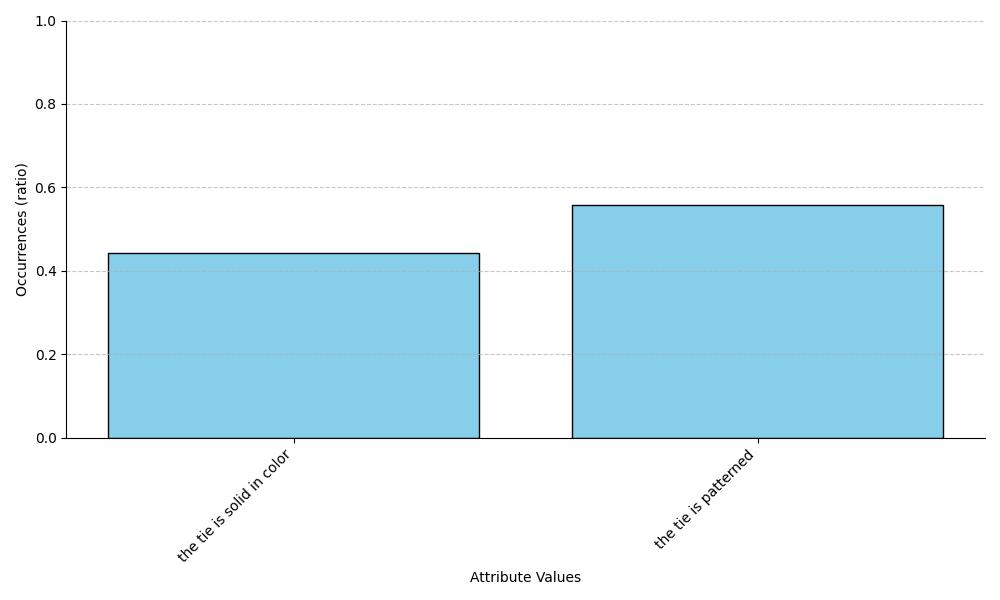 1.0
0.8
0.6
0.4
0.2
0.0
Occurrences (ratio)
the tie is solid in color
the tie is patterned
Attribute Values